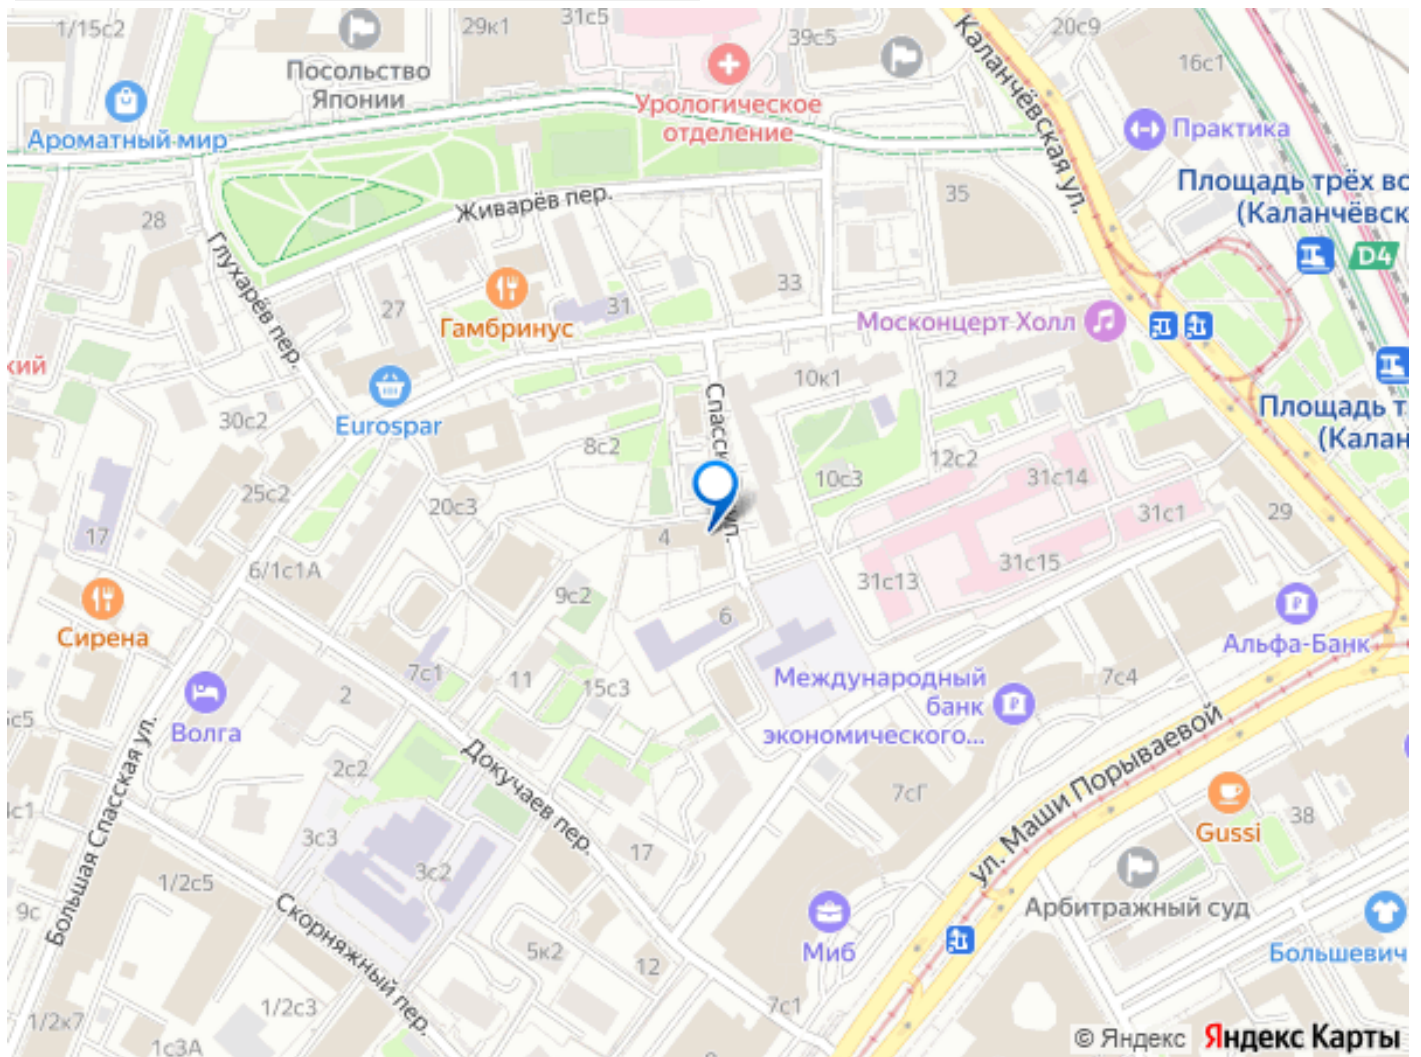 1/15с2
29к1
31с5
39с5
20с9
16с1
Посольство
Японии
Урологическое
отделение
Каланчёвская ул.
Практика
Ароматный мир
Площадь трёх во
(Каланчёвск
D4
Живарёв пер.
35
28
Глухарёв пер.
33
27
31
Гамбринус
Москонцерт Холл
кий
10к1
12
Спасск
ул.
Площадь т
(Калан
Eurospar
30с2
8с2
12с2
10с3
31с14
25с2
20с3
31с1
29
17
4
6/1с1А
31с13
31с15
9с2
6
Сирена
Альфа-Банк
7с1
11
15с3
2
Международный
банк
экономического...
7с4
с5
Волга
Большая Спасская ул.
2с2
Докучаев пер.
7сГ
ул. Маши Порываевой
Gussi
38
3с3
3с2
17
1/2с5
9с
Скорняжный пер.
Арбитражный суд
Миб
Большевич
5к2
12
7с1
1/2с3
1/2к7
1с3А
© Яндекс Яндекс Карты